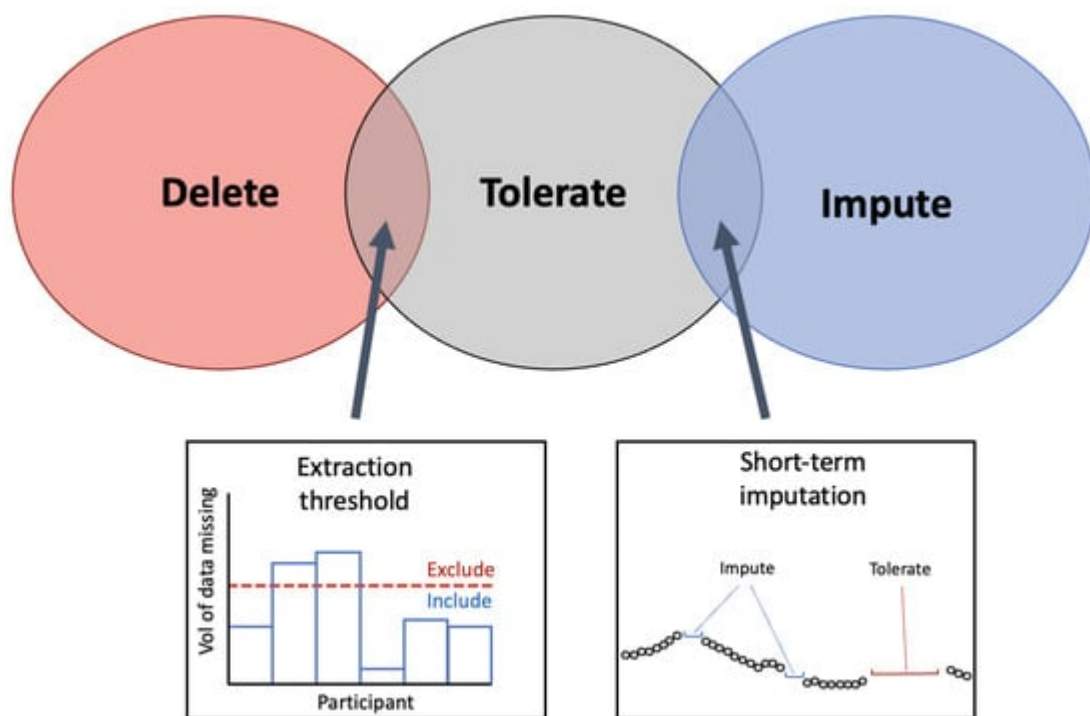 Delete
Tolerate
Impute
Extraction
threshold
Vol of data missing
Exclude
Include
Participant
Short-term
imputation
Impute
Tolerate